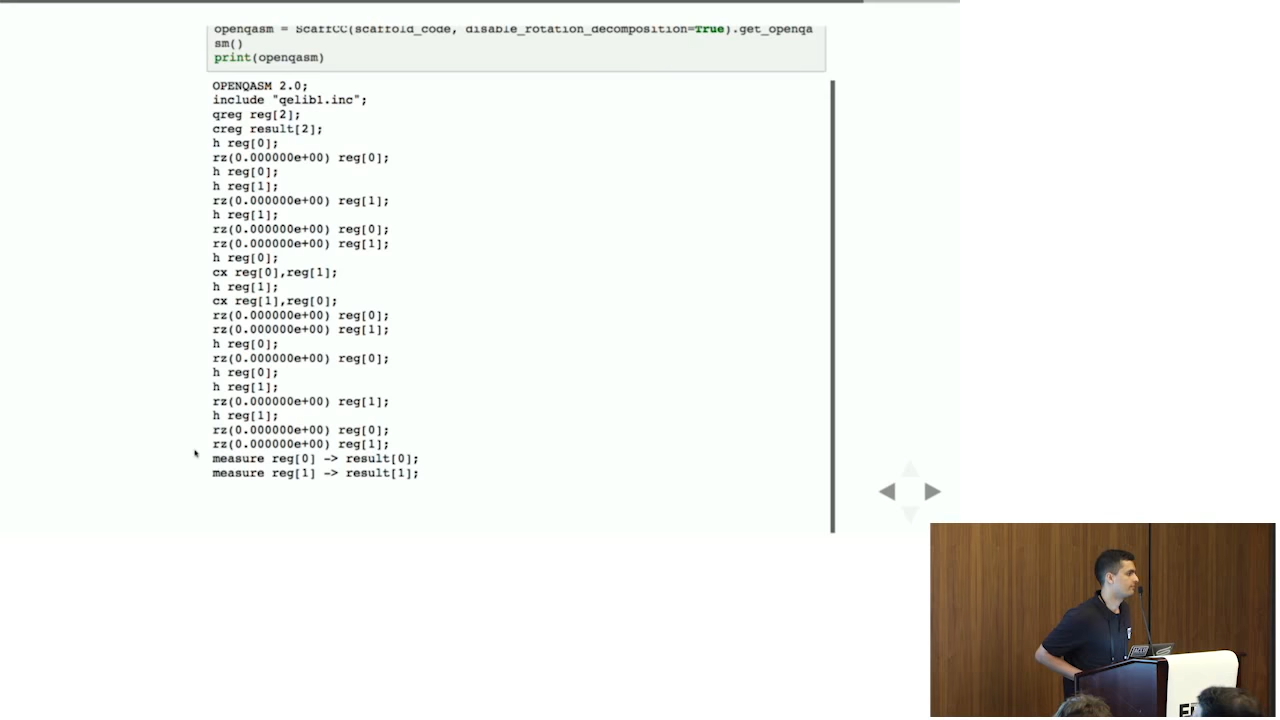 openqasm = ScaffCC(scaffold_code, disable_rotation_decomposition=True).get_openqa
sm()
print(openqasm)
OPENQASM 2.0;
include "qelib1.inc";
qreg reg[2];
creg result[2];
h reg[0];
rz(0.000000e+00) reg[0];
h reg[0];
h reg[1];
rz(0.000000e+00) reg[1];
h reg[1];
rz(0.000000e+00) reg[0];
rz(0.000000e+00) reg[1];
h reg[0];
cx reg[0],reg[1];
h reg[1];
cx reg[1],reg[0];
rz(0.000000e+00) reg[0];
rz(0.000000e+00) reg[1];
h reg[0];
rz(0.000000e+00) reg[0];
h reg[0];
h reg[1];
rz(0.000000e+00) reg[1];
h reg[1];
rz(0.000000e+00) reg[0];
rz(0.000000e+00) reg[1];
measure reg[0] -> result[0];
measure reg[1] -> result[1];